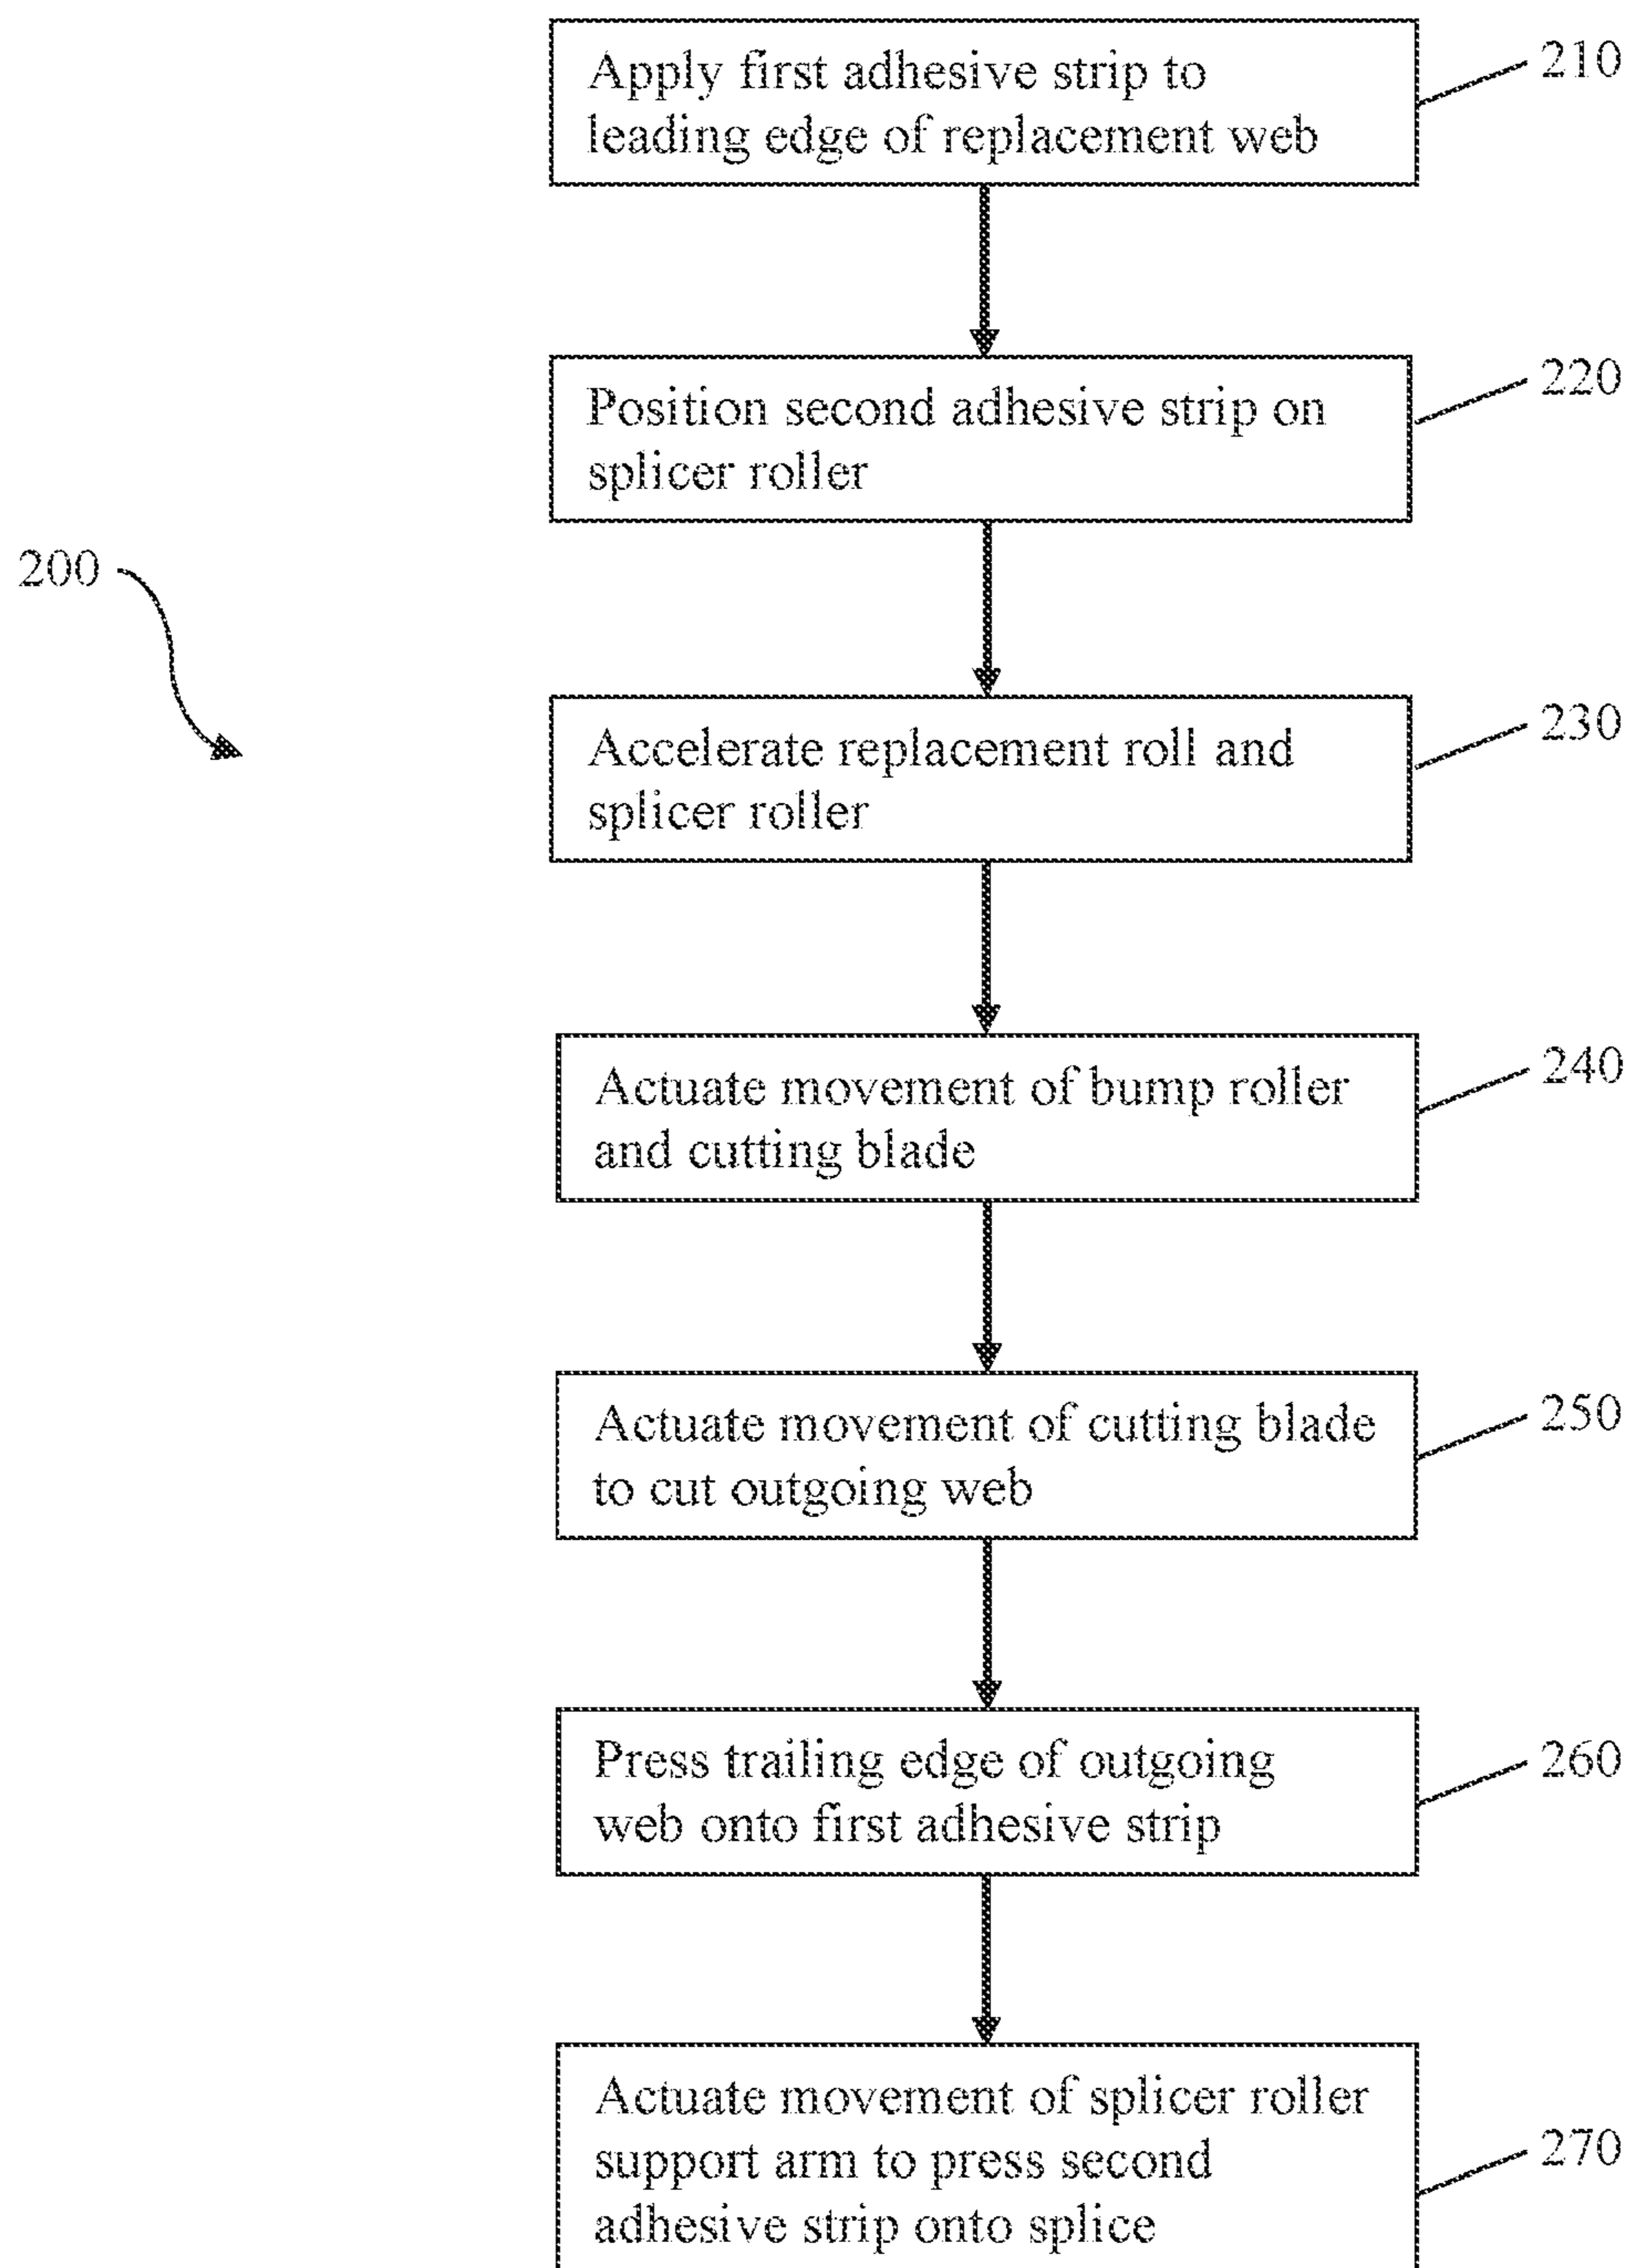 Apply first adhesive strip to
leading edge of replacement web
210
Position second adhesive strip on
splicer roller
220
200
Accelerate replacement roll and
splicer roller
230
Actuate movement of bump roller
and cutting blade
240
Actuate movement of cutting blade
to cut outgoing web
250
Press trailing edge of outgoing
web onto first adhesive strip
260
Actuate movement of splicer roller
support arm to press second
adhesive strip onto splice
270